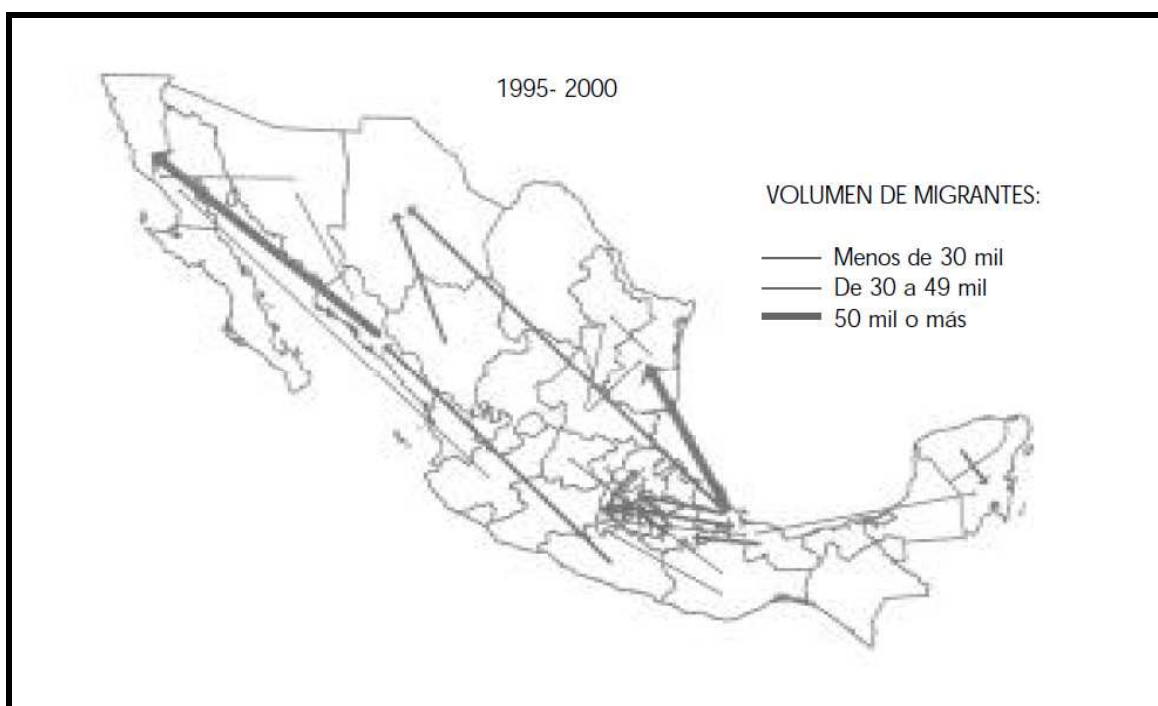 1995- 2000
VOLUMEN DE MIGRANTES:
Menos de 30 mil
De 30 a 49 mil
50 mil o más